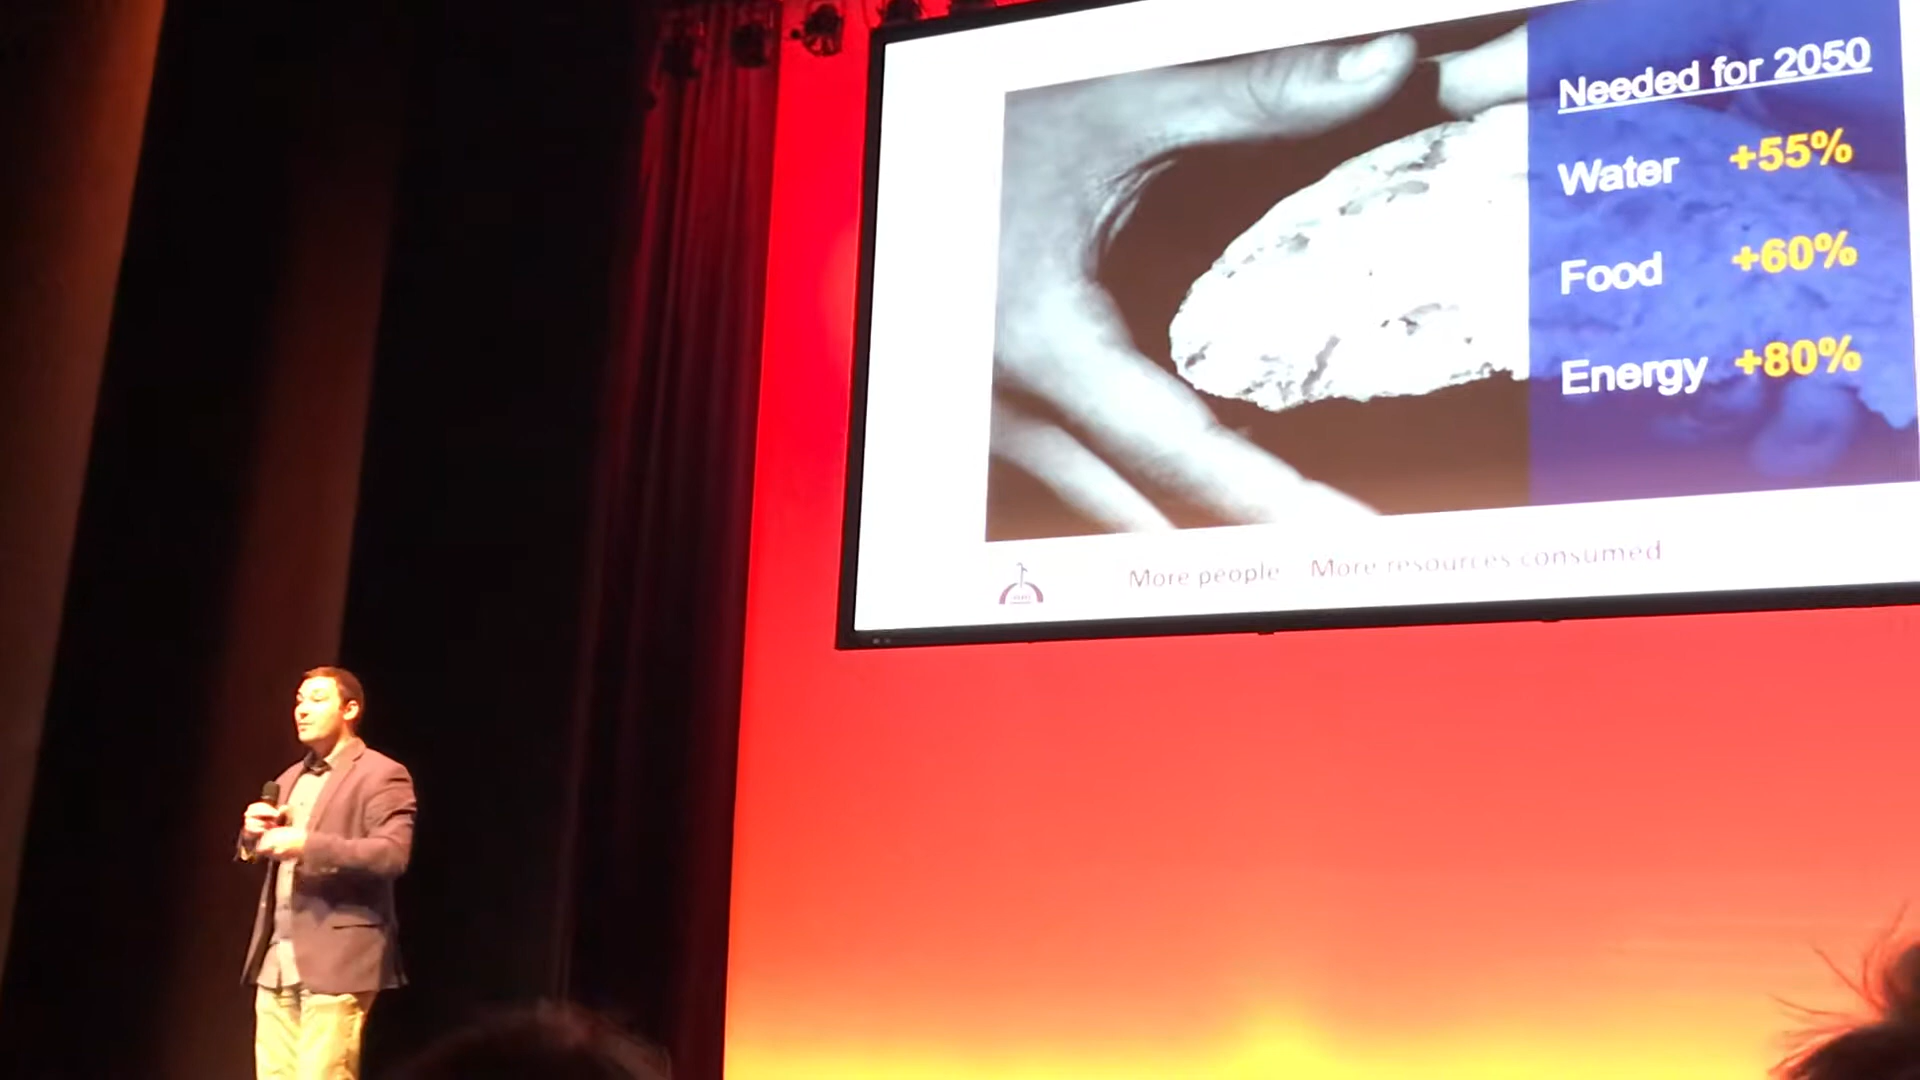 Needed for 2050
Water +55%
Food +60%
Energy +80%
More people More resources consumed